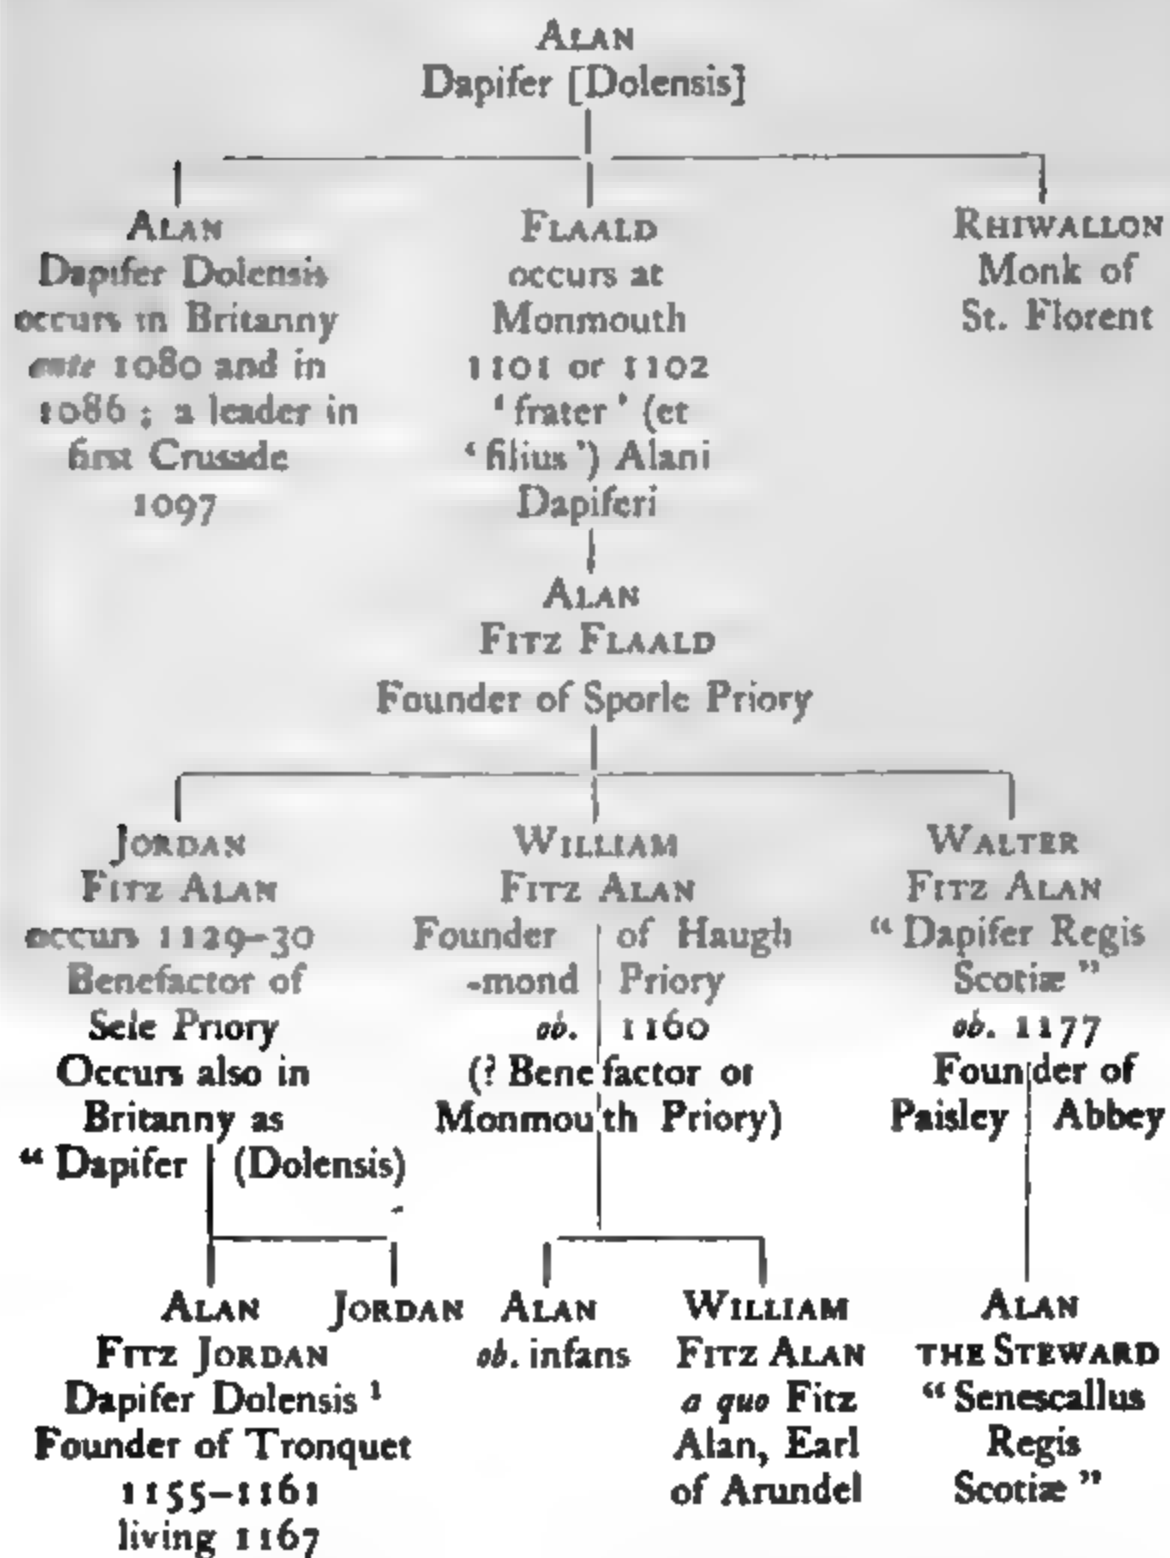 ALAN
Dapifer [Dolensis]
ALAN
Dapifer Dolensis
occurs in Britanny
ante 1080 and in
1086 ; a leader in
first Crusade
1097
FLAALD
occurs at
Monmouth
1101 or 1102
‘ frater ’ (et
‘ filius ’) Alani
Dapiferi
RHIWALLON
Monk of
St. Florent
ALAN
FITZ FLAALD
Founder of Sporle Priory
JORDAN
FITZ ALAN
occurs 1129–30
Benefactor of
Sele Priory
Occurs also in
Britanny as
“ Dapifer (Dolensis)
WILLIAM
FITZ ALAN
Founder of Haugh
-mond Priory
ob. 1160
(? Benefactor of
Monmouth Priory)
WALTER
FITZ ALAN
“ Dapifer Regis
Scotiæ ”
ob. 1177
Founder of
Paisley Abbey
ALAN
FITZ JORDAN
Dapifer Dolensis ¹
Founder of Tronquet
1155–1161
living 1167
JORDAN
ALAN
ob. infans
WILLIAM
FITZ ALAN
a quo Fitz
Alan, Earl
of Arundel
ALAN
THE STEWARD
“ Senescallus
Regis
Scotiæ ”